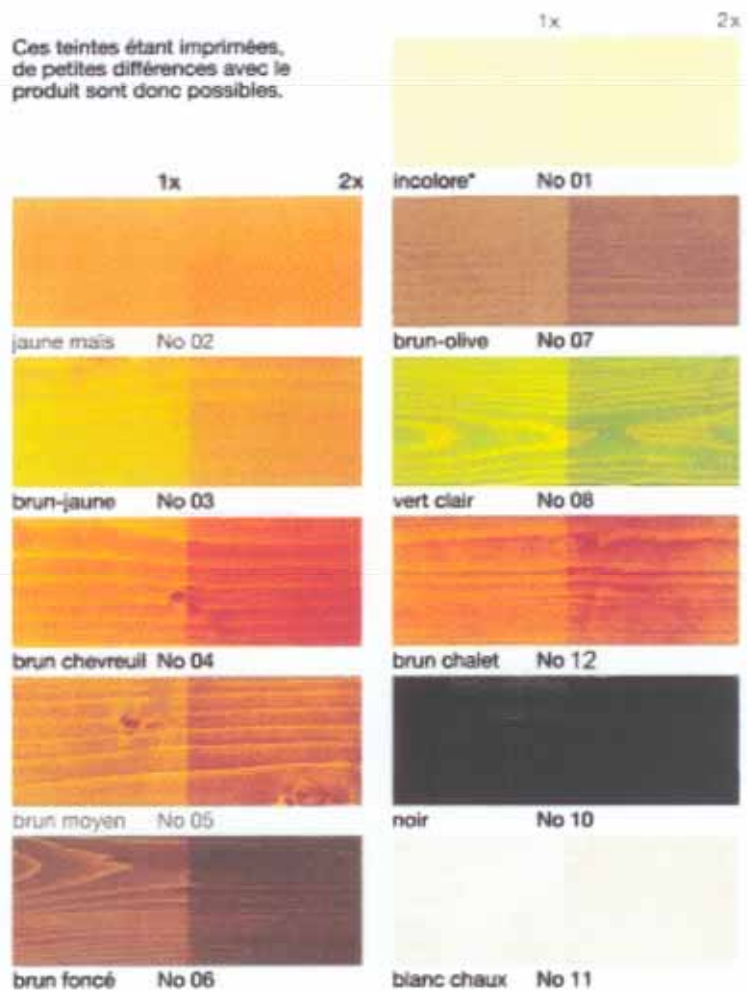 Ces teintes étant imprimées,
de petites différences avec le
produit sont donc possibles.
1x 2x
incolore* No 01
1x 2x
jaune maïs No 02
brun-jaune No 03
brun chevreuil No 04
brun moyen No 05
brun foncé No 06
brun-olive No 07
vert clair No 08
brun chalet No 12
noir No 10
blanc chaux No 11